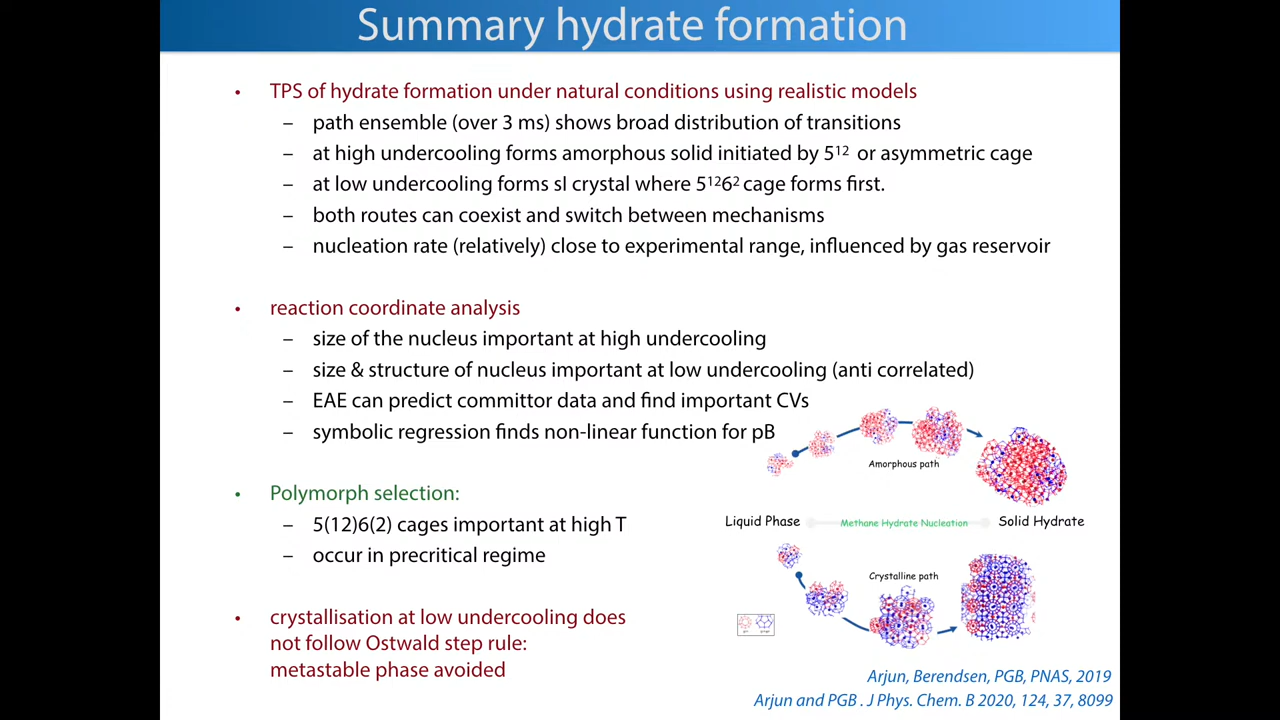 Summary hydrate formation
• TPS of hydrate formation under natural conditions using realistic models
– path ensemble (over 3 ms) shows broad distribution of transitions
– at high undercooling forms amorphous solid initiated by 5¹² or asymmetric cage
– at low undercooling forms sI crystal where 5¹²6² cage forms first.
– both routes can coexist and switch between mechanisms
– nucleation rate (relatively) close to experimental range, influenced by gas reservoir
• reaction coordinate analysis
– size of the nucleus important at high undercooling
– size & structure of nucleus important at low undercooling (anti correlated)
– EAE can predict committor data and find important CVs
– symbolic regression finds non-linear function for pB
Amorphous path
• Polymorph selection:
– 5(12)6(2) cages important at high T
– occur in precritical regime
Liquid Phase
Methane Hydrate Nucleation
Solid Hydrate
Crystalline path
• crystallisation at low undercooling does
not follow Ostwald step rule:
metastable phase avoided
Arjun, Berendsen, PGB, PNAS, 2019
Arjun and PGB . J Phys. Chem. B 2020, 124, 37, 8099